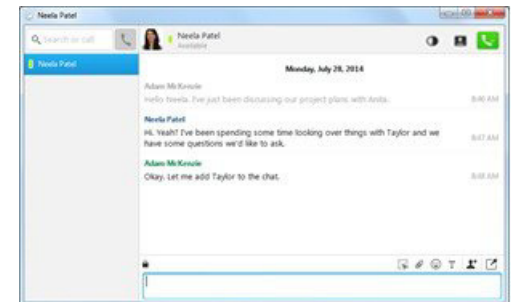 Neela Patel
Search or call
Neela Patel
Available
Neela Patel
Monday, July 28, 2014
Adam McKenzie
Hello Neela. I've just been discussing our project plans with Anita.
8:46 AM
Neela Patel
Hi. Yeah? I've been spending some time looking over things with Taylor and we
have some questions we'd like to ask.
8:47 AM
Adam McKenzie
Okay. Let me add Taylor to the chat.
8:48 AM
T